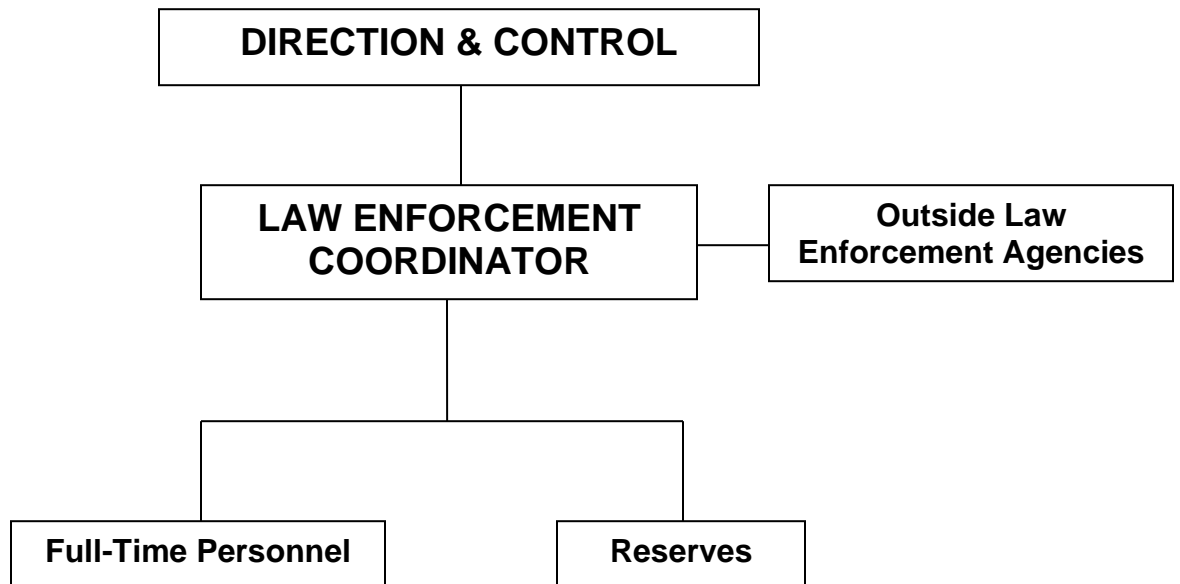 DIRECTION & CONTROL
LAW ENFORCEMENT
COORDINATOR
Outside Law
Enforcement Agencies
Full-Time Personnel
Reserves